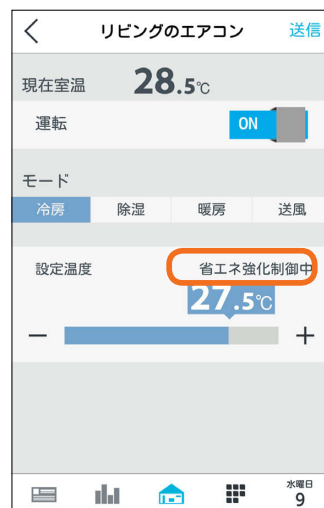 リビングのエアコン 送信
現在室温 28.5℃
運転 ON
モード
冷房 除湿 暖房 送風
設定温度 省エネ強化制御中
27.5℃
− +
水曜日
9